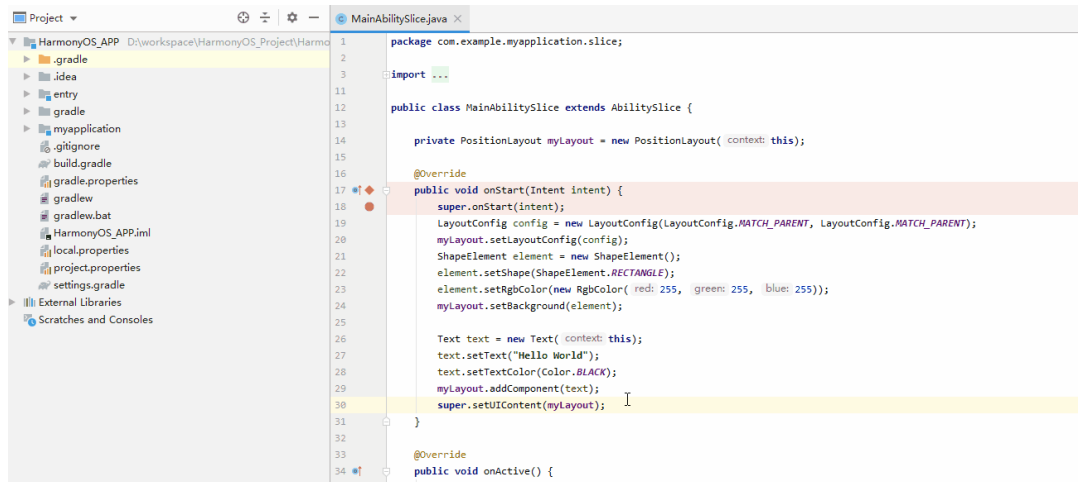 Project
MainAbilitySlice.java
HarmonyOS_APP D:\workspace\HarmonyOS_Project\Harmo
.gradle
.idea
entry
gradle
myapplication
.gitignore
build.gradle
gradle.properties
gradlew
gradlew.bat
HarmonyOS_APP.iml
local.properties
project.properties
settings.gradle
External Libraries
Scratches and Consoles
1 package com.example.myapplication.slice;
2
3 import ...
11
12 public class MainAbilitySlice extends AbilitySlice {
13
14 private PositionLayout myLayout = new PositionLayout( context: this);
15
16 @Override
17 public void onStart(Intent intent) {
18 super.onStart(intent);
19 LayoutConfig config = new LayoutConfig(LayoutConfig.MATCH_PARENT, LayoutConfig.MATCH_PARENT);
20 myLayout.setLayoutConfig(config);
21 ShapeElement element = new ShapeElement();
22 element.setShape(ShapeElement.RECTANGLE);
23 element.setRgbColor(new RgbColor( red: 255, green: 255, blue: 255));
24 myLayout.setBackground(element);
25
26 Text text = new Text( context: this);
27 text.setText("Hello World");
28 text.setTextColor(Color.BLACK);
29 myLayout.addComponent(text);
30 super.setUIContent(myLayout);
31 }
32
33 @Override
34 public void onActive() {